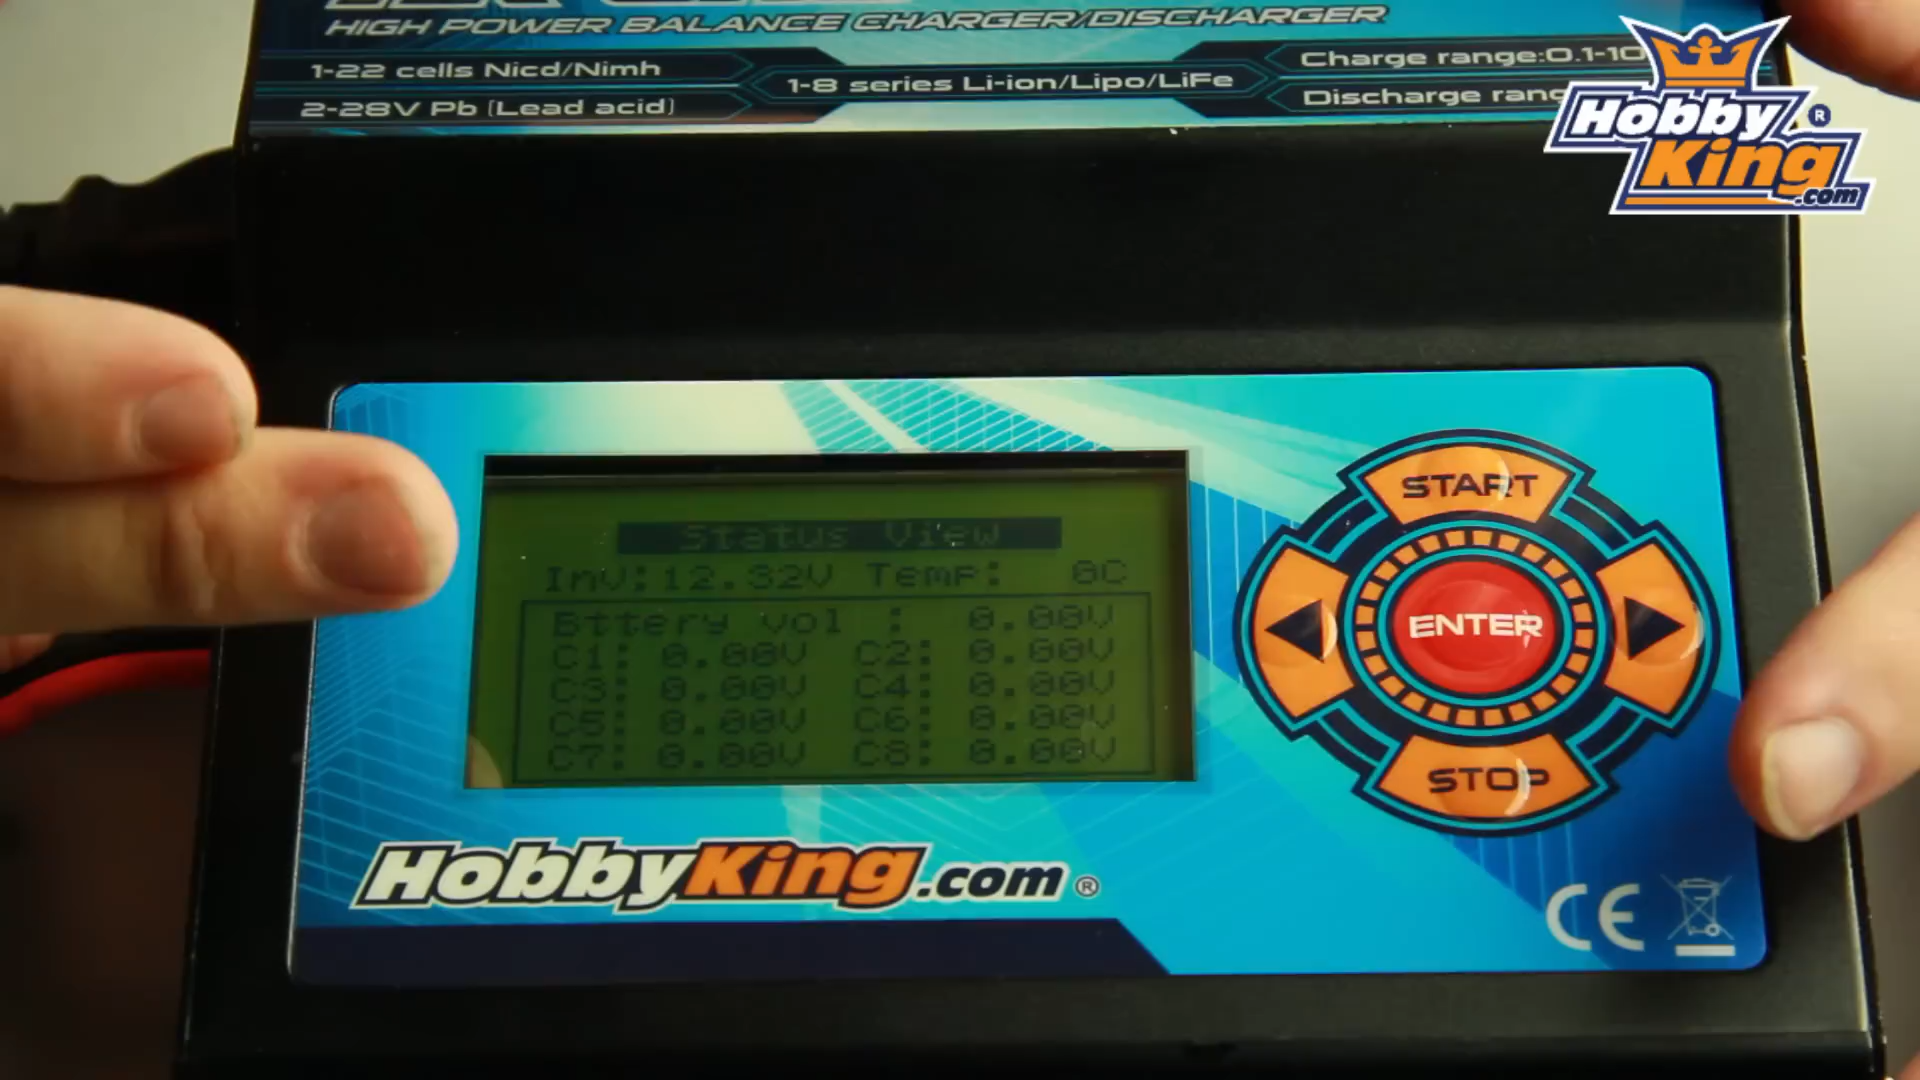 HIGH POWER BALANCE CHARGER/DISCHARGER
1-22 cells Nicd/Nimh
1-8 series Li-ion/Lipo/LiFe
Charge range:0.1-10
2-28V Pb (Lead acid)
Discharge rang
Hobby
King
.com
®
Status View
InV:12.32V Temp: 0C
Bttery vol : 0.00V
C1: 0.00V C2: 0.00V
C3: 0.00V C4: 0.00V
C5: 0.00V C6: 0.00V
C7: 0.00V C8: 0.00V
START
ENTER
STOP
HobbyKing.com®
CE